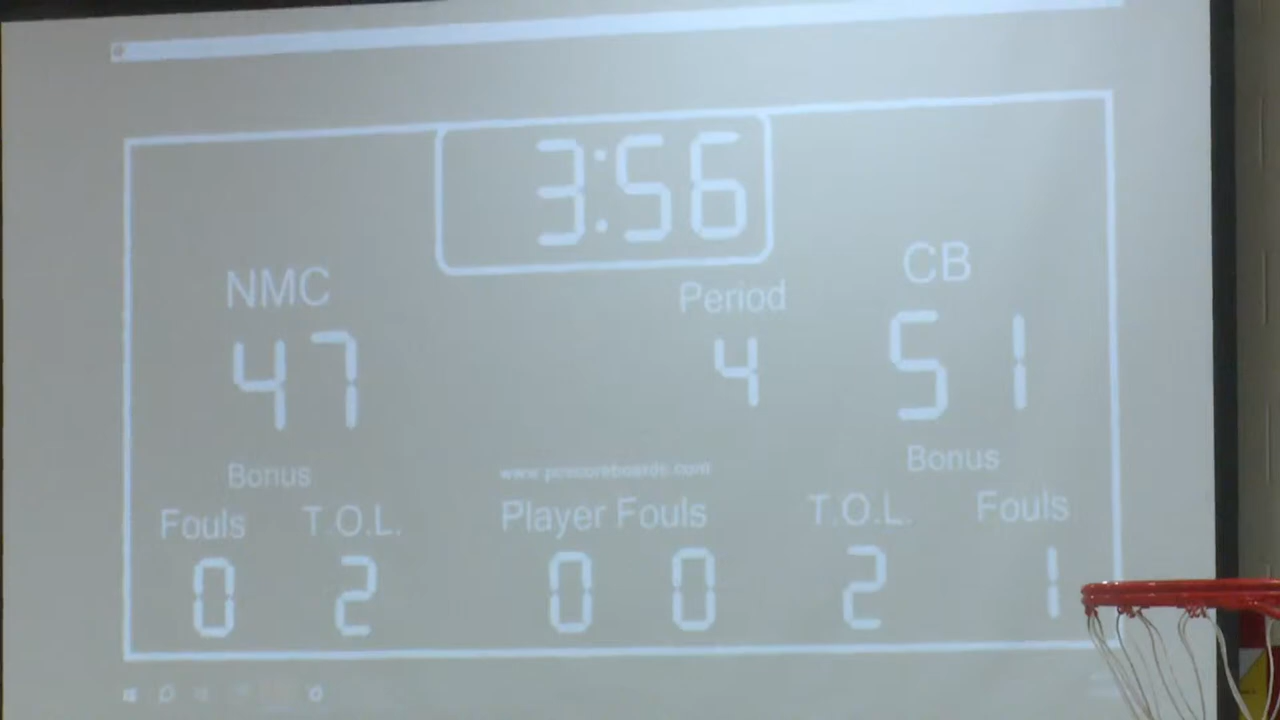 3:56
NMC
CB
Period
47
4
51
Bonus
Bonus
www.pcscoreboards.com
Fouls
T.O.L.
Player Fouls
T.O.L.
Fouls
0
2
0 0
2
1